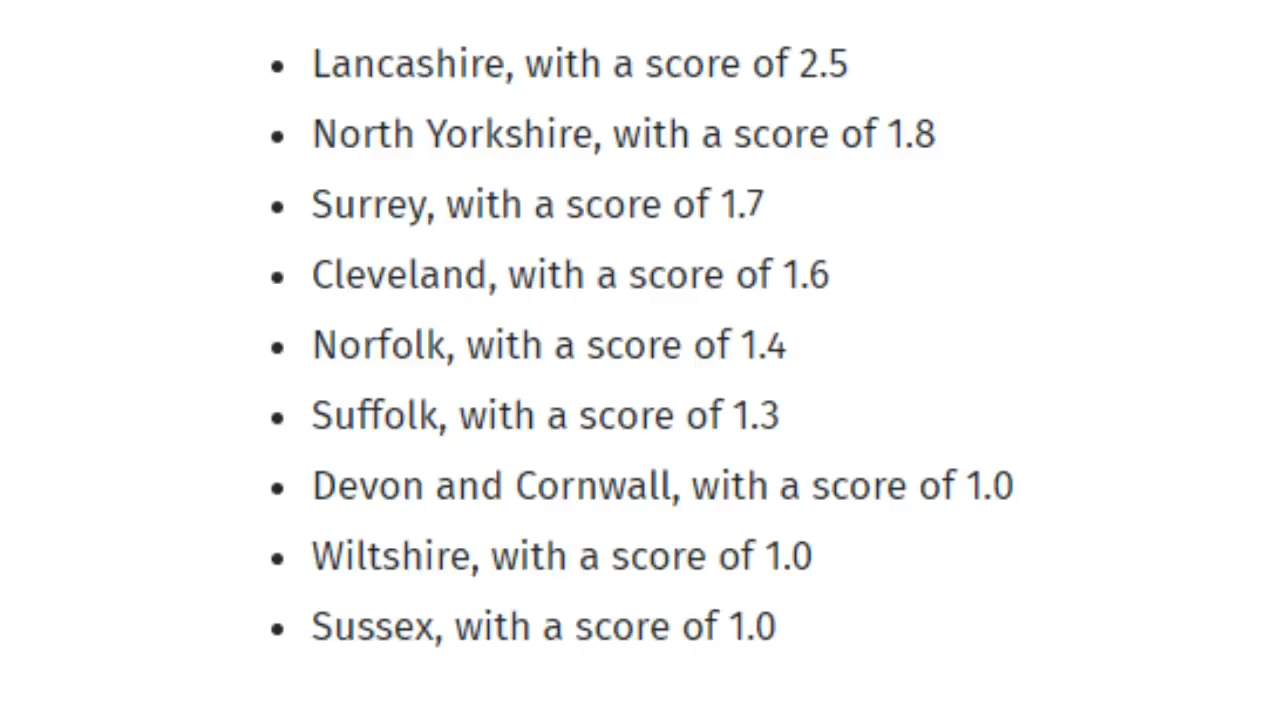 • Lancashire, with a score of 2.5
• North Yorkshire, with a score of 1.8
• Surrey, with a score of 1.7
• Cleveland, with a score of 1.6
• Norfolk, with a score of 1.4
• Suffolk, with a score of 1.3
• Devon and Cornwall, with a score of 1.0
• Wiltshire, with a score of 1.0
• Sussex, with a score of 1.0